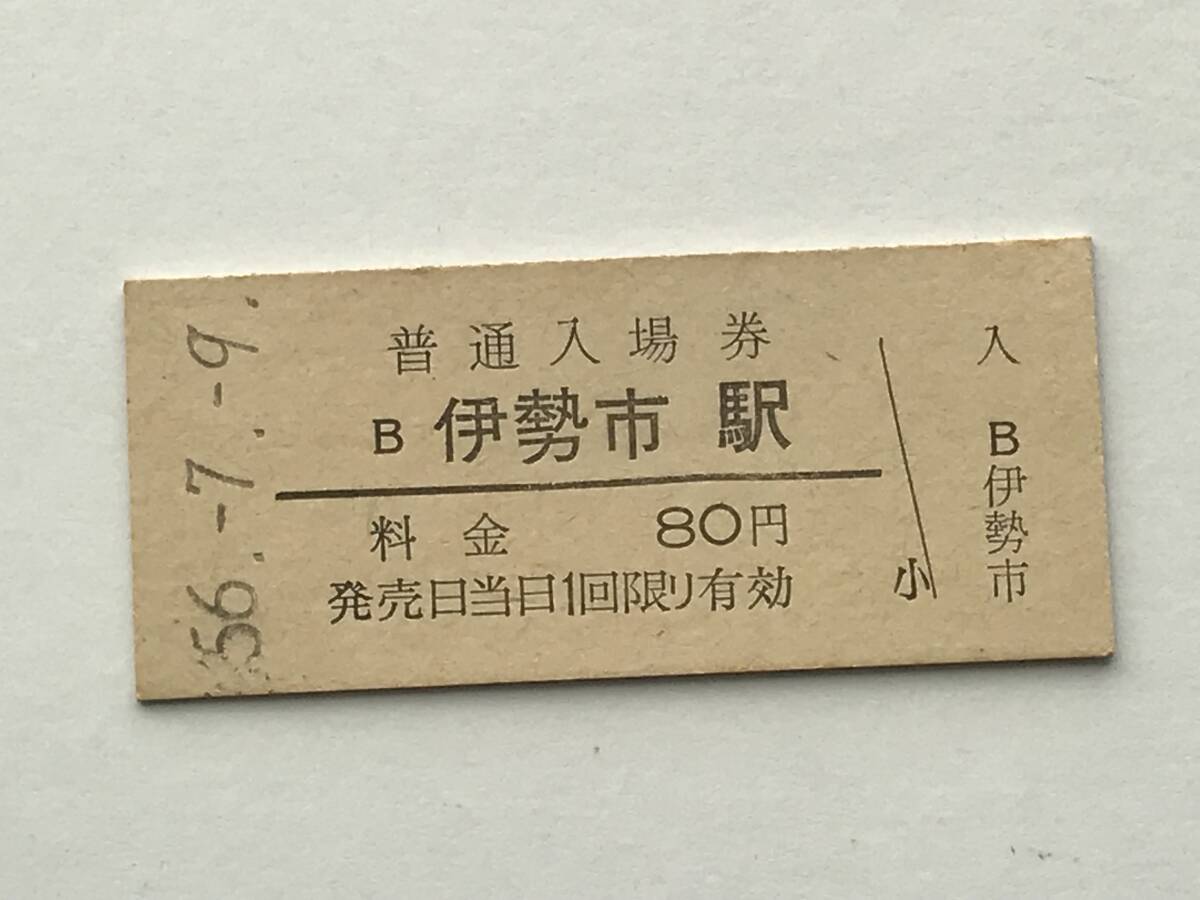 56.-7.-9.
普通入場券
B 伊勢市駅
料金 80円
発売日当日1回限り有効
小
入
B
伊勢市